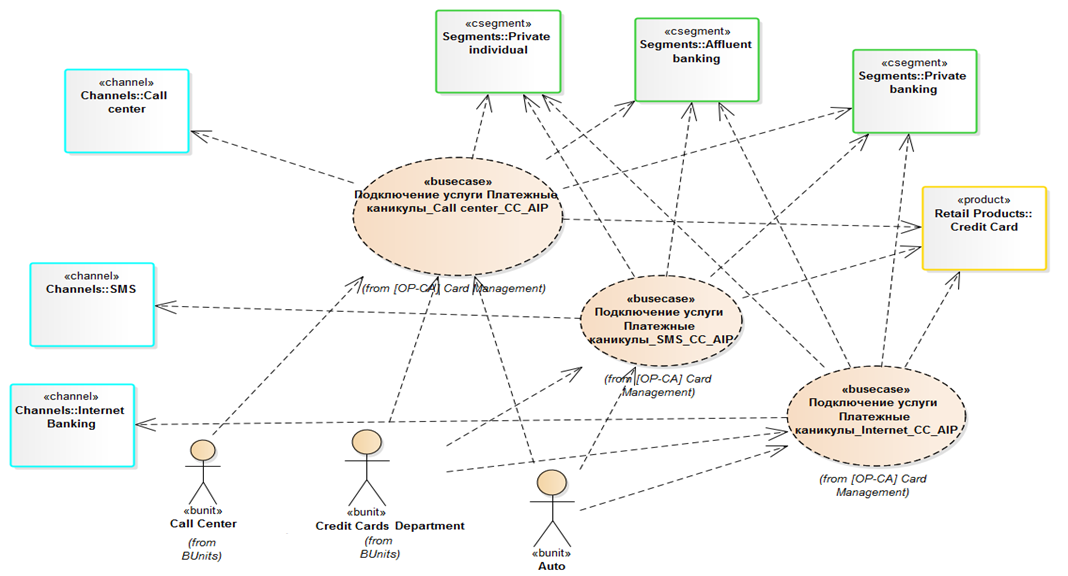 «csegment»
Segments::Private
individual
«csegment»
Segments::Affluent
banking
«csegment»
Segments::Private
banking
«channel»
Channels::Call
center
«busecase»
Подключение услуги Платежные
каникулы_Call center_CC_AIP
(from [OP-CA] Card Management)
«product»
Retail Products::
Credit Card
«channel»
Channels::SMS
«busecase»
Подключение услуги
Платежные
каникулы_SMS_CC_AIP
(from [OP-CA] Card
Management)
«channel»
Channels::Internet
Banking
«busecase»
Подключение услуги
Платежные
каникулы_Internet_CC_AIP
(from [OP-CA] Card
Management)
«bunit»
Call Center
(from
BUnits)
«bunit»
Credit Cards Department
(from
BUnits)
«bunit»
Auto